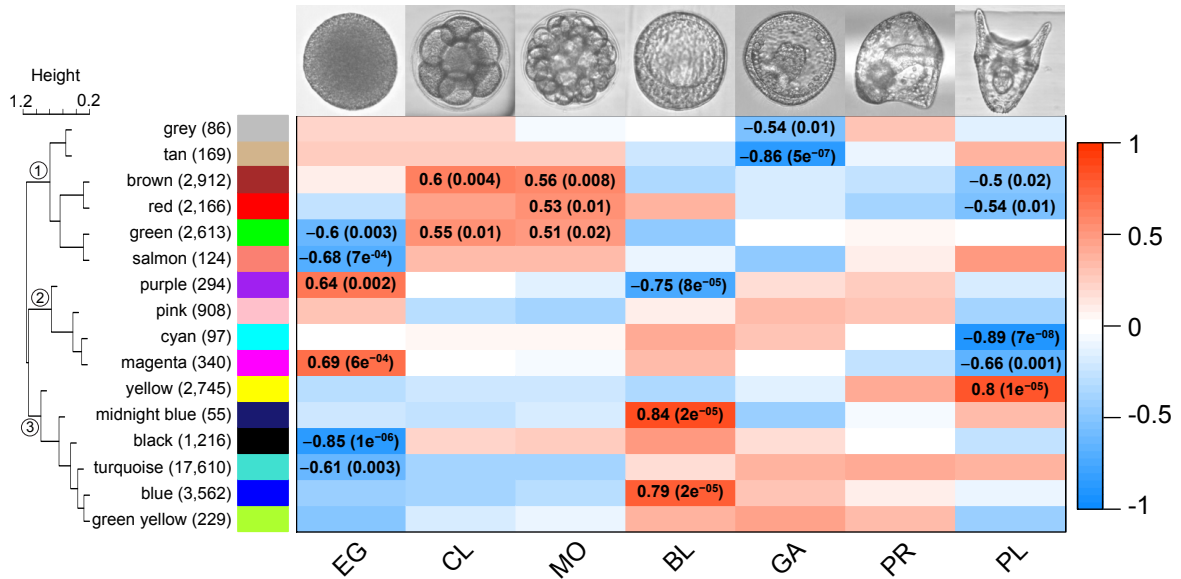 Height
1.2 0.2
1
2
3
grey (86) −0.54 (0.01)
tan (169) −0.86 (5e⁻⁰⁷)
brown (2,912) 0.6 (0.004) 0.56 (0.008) −0.5 (0.02)
red (2,166) 0.53 (0.01) −0.54 (0.01)
green (2,613) −0.6 (0.003) 0.55 (0.01) 0.51 (0.02)
salmon (124) −0.68 (7e⁻⁰⁴)
purple (294) 0.64 (0.002) −0.75 (8e⁻⁰⁵)
pink (908)
cyan (97) −0.89 (7e⁻⁰⁸)
magenta (340) 0.69 (6e⁻⁰⁴) −0.66 (0.001)
yellow (2,745) 0.8 (1e⁻⁰⁵)
midnight blue (55) 0.84 (2e⁻⁰⁵)
black (1,216) −0.85 (1e⁻⁰⁶)
turquoise (17,610) −0.61 (0.003)
blue (3,562) 0.79 (2e⁻⁰⁵)
green yellow (229)
EG CL MO BL GA PR PL
1
0.5
0
-0.5
-1